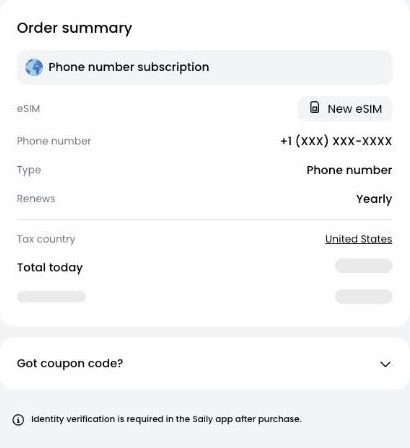 Order summary
Phone number subscription
eSIM New eSIM
Phone number +1 (XXX) XXX-XXXX
Type Phone number
Renews Yearly
Tax country United States
Total today
Got coupon code?
Identity verification is required in the Saily app after purchase.